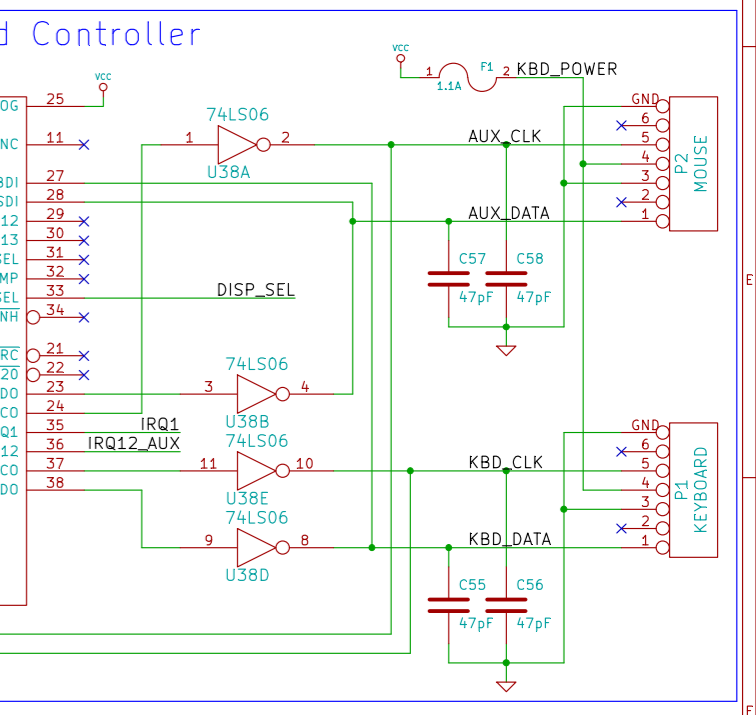 d Controller
VCC
VCC
F1
1 2 KBD_POWER
1.1A
OG 25
GND
74LS06
6
NC 11
1 2
AUX_CLK
5
U38A
4
P2 MOUSE
BDI 27
3
SDI 28
2
12 29
AUX_DATA
1
13 30
SEL 31
C57 C58
MP 32
DISP_SEL
47pF 47pF
SEL 33
NH 34
E
RC 21
74LS06
20 22
DO 23
3 4
CO 24
U38B
Q1 35 IRQ1
GND
12 36 IRQ12_AUX
74LS06
6
CO 37
11 10
KBD_CLK
5
DO 38
U38E
4
P1 KEYBOARD
3
74LS06
2
9 8
KBD_DATA
1
U38D
C55 C56
47pF 47pF
F